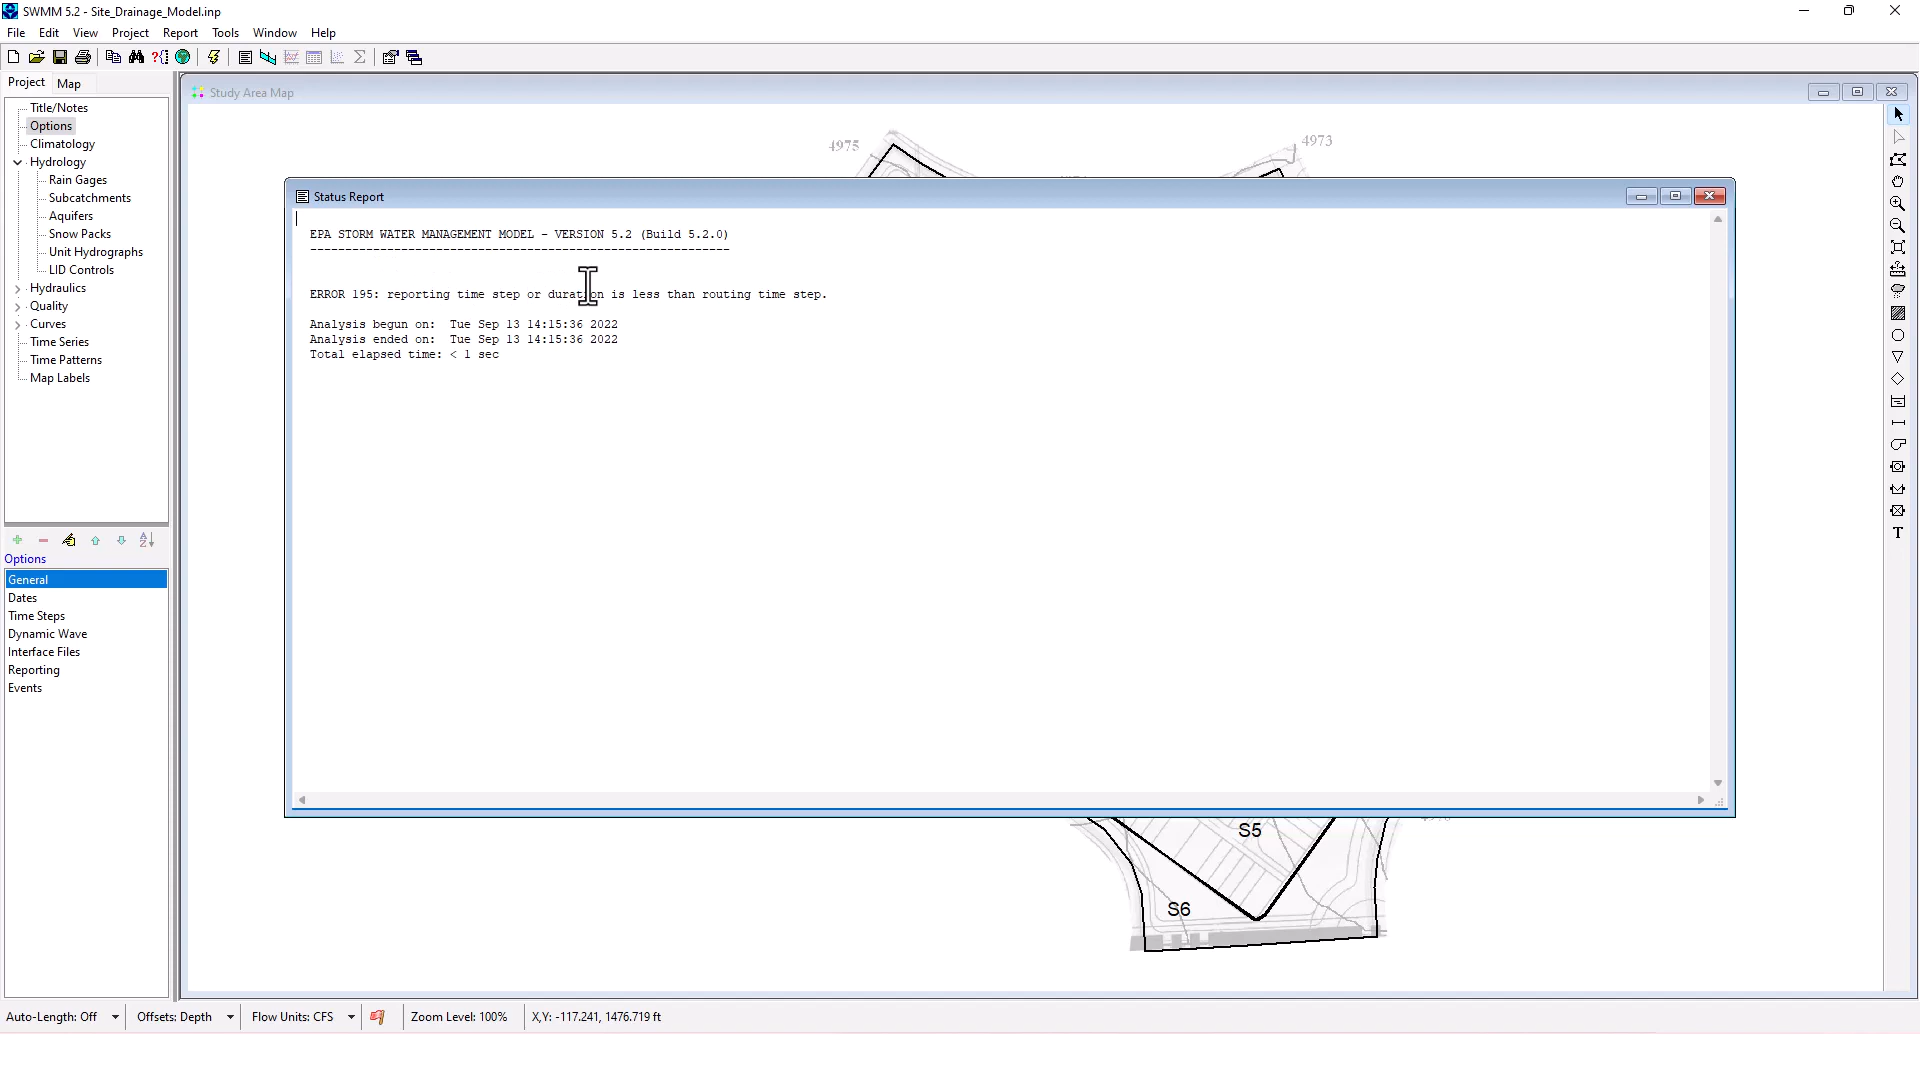 SWMM 5.2 - Site_Drainage_Model.inp
File Edit View Project Report Tools Window Help
Project Map
Study Area Map
Title/Notes
Options
Climatology
Hydrology
Rain Gages
Subcatchments
Aquifers
Snow Packs
Unit Hydrographs
LID Controls
Hydraulics
Quality
Curves
Time Series
Time Patterns
Map Labels
Options
General
Dates
Time Steps
Dynamic Wave
Interface Files
Reporting
Events
4975
4973
Status Report
EPA STORM WATER MANAGEMENT MODEL - VERSION 5.2 (Build 5.2.0)
------------------------------------------------------------
ERROR 195: reporting time step or duration is less than routing time step.
Analysis begun on: Tue Sep 13 14:15:36 2022
Analysis ended on: Tue Sep 13 14:15:36 2022
Total elapsed time: < 1 sec
S5
S6
T
Auto-Length: Off Offsets: Depth Flow Units: CFS Zoom Level: 100% X,Y: -117.241, 1476.719 ft